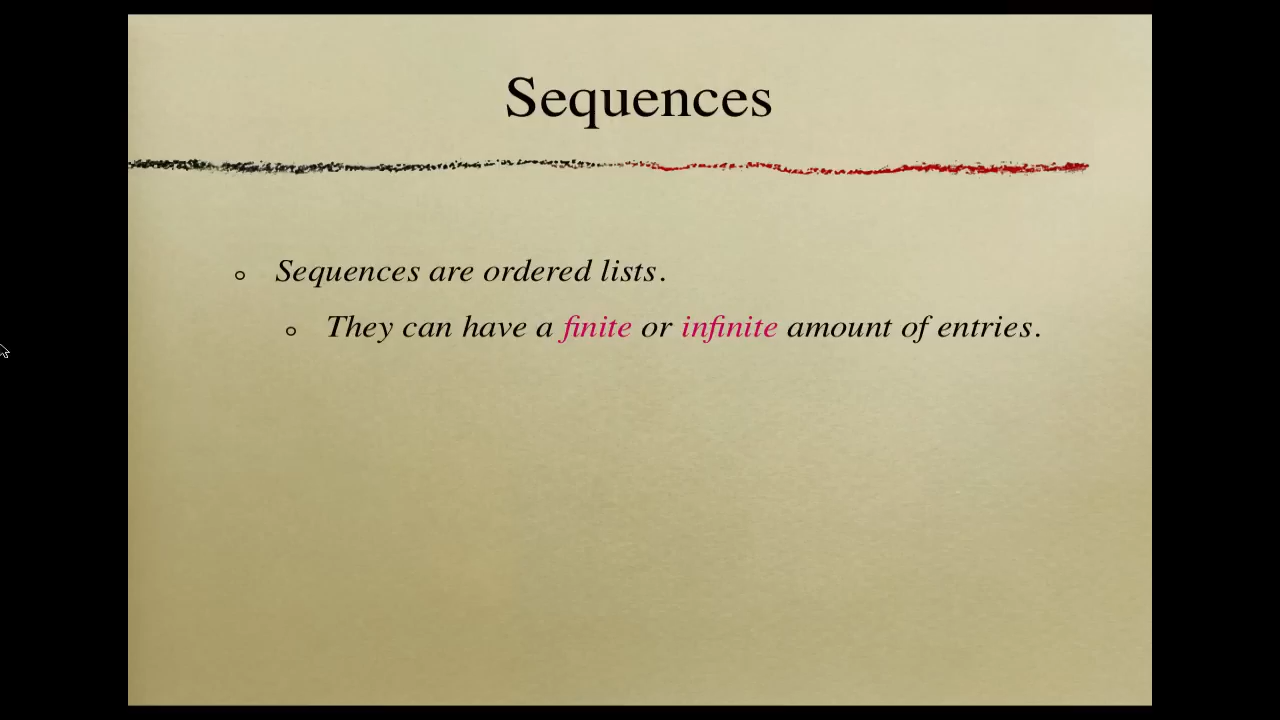 Sequences
Sequences are ordered lists.
They can have a finite or infinite amount of entries.